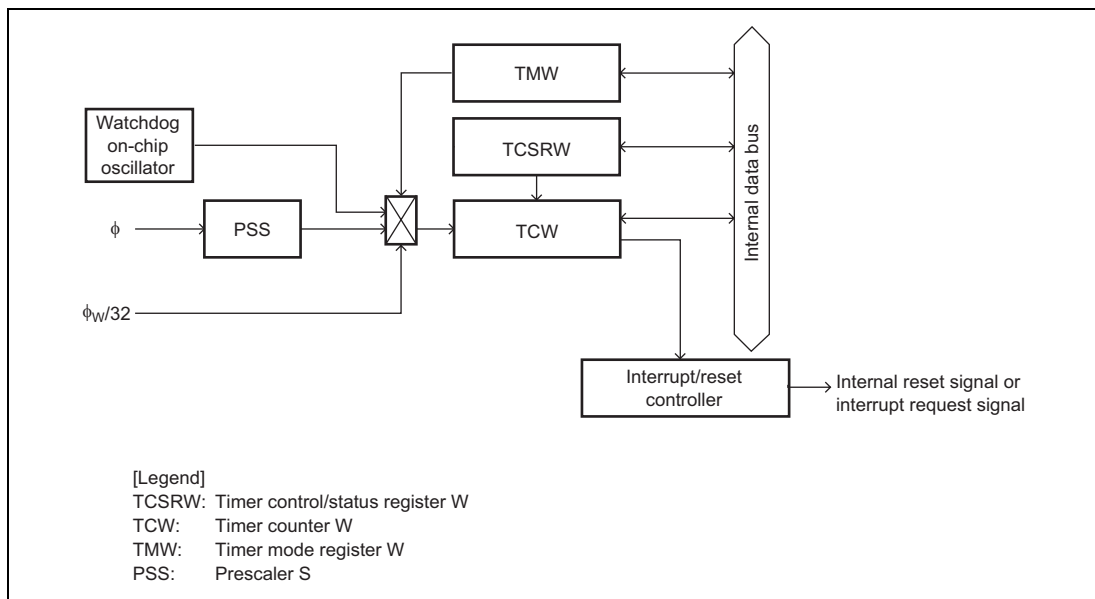 TMW
Watchdog
on-chip
oscillator
TCSRW
ϕ
PSS
TCW
Internal data bus
ϕW/32
Interrupt/reset
controller
Internal reset signal or
interrupt request signal
[Legend]
TCSRW: Timer control/status register W
TCW: Timer counter W
TMW: Timer mode register W
PSS: Prescaler S